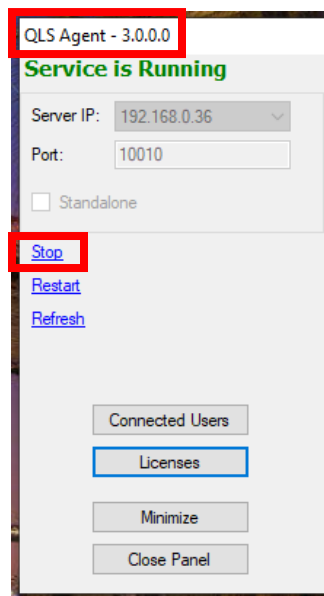 QLS Agent - 3.0.0.0
Service is Running
Server IP: 192.168.0.36
Port: 10010
Standalone
Stop
Restart
Refresh
Connected Users
Licenses
Minimize
Close Panel